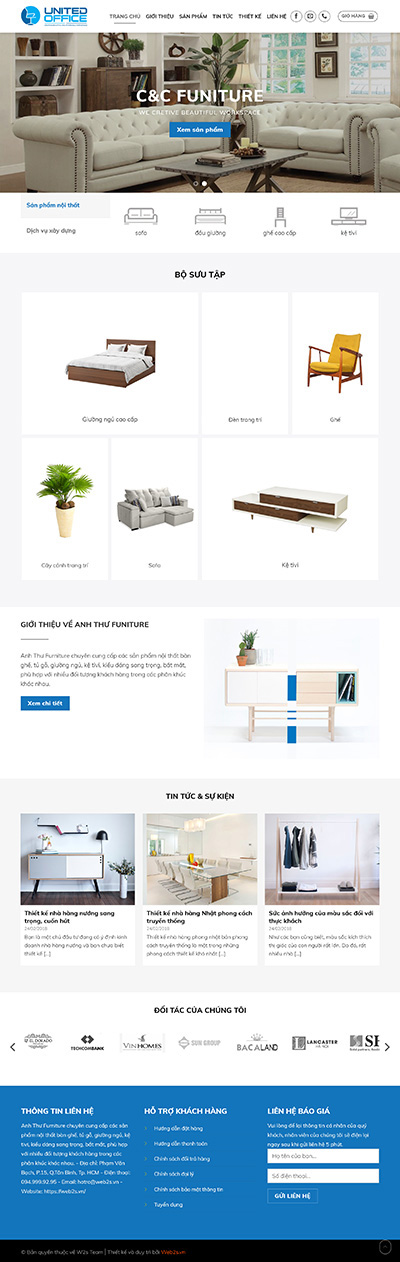 UNITED
OFFICE
TRANG CHỦ GIỚI THIỆU SẢN PHẨM TIN TỨC THIẾT KẾ LIÊN HỆ GIỎ HÀNG
C&C FUNITURE
WE CRETIVE BEAUTIFUL WORKSPACE
Xem sản phẩm
Sản phẩm nội thất
Dịch vụ xây dựng
sofa
đầu giường
ghế cao cấp
kệ tivi
BỘ SƯU TẬP
Giường ngủ cao cấp
Đèn trang trí
Ghế
Cây cảnh trang trí
Sofa
Kệ tivi
GIỚI THIỆU VỀ ANH THƯ FUNITURE
Anh Thư Furniture chuyên cung cấp các sản phẩm nội thất bàn
ghế, tủ gỗ, giường ngủ, kệ tivi, kiểu dáng sang trọng, bắt mắt,
phù hợp với nhiều đối tượng khách hàng trong các phân khúc
khác nhau.
Xem chi tiết
TIN TỨC & SỰ KIỆN
Thiết kế nhà hàng nướng sang
trọng, cuốn hút
24/02/2018
Bạn là một chủ đầu tư đang có ý định kinh
doanh nhà hàng nướng và bạn chưa biết
thiết kế [...]
Thiết kế nhà hàng Nhật phong cách
truyền thống
24/02/2018
Thiết kế nhà hàng phong nhật bản phong
cách truyền thống là một trong những
phong cách thiết kế khá nhất [...]
Sức ảnh hưởng của màu sắc đối với
thực khách
24/02/2018
Như các bạn cũng biết, màu sắc kích thích
thị giác của con người rất lớn. Do đó, rất
nhiều nhà [...]
ĐỐI TÁC CỦA CHÚNG TÔI
EL DORADO
TECHCOMBANK
VINHOMES
SUN GROUP
BACALAND
LANCASTER
HÀ NỘI
SH
THÔNG TIN LIÊN HỆ
Anh Thư Furniture chuyên cung cấp các sản
phẩm nội thất bàn ghế, tủ gỗ, giường ngủ, kệ
tivi, kiểu dáng sang trọng, bắt mắt, phù hợp
với nhiều đối tượng khách hàng trong các
phân khúc khác nhau. - Địa chỉ: Phạm Văn
Bạch, P.15, Q.Tân Bình, Tp. HCM - Điện thoại:
094.999.92.95 - Email: hotro@web2s.vn -
Website: https://web2s.vn/
HỖ TRỢ KHÁCH HÀNG
Hướng dẫn đặt hàng
Hướng dẫn thanh toán
Chính sách đổi trả hàng
Chính sách đại lý
Chính sách bảo mật thông tin
Tuyển dụng
LIÊN HỆ BÁO GIÁ
Vui lòng để lại thông tin cá nhân của quý
khách, nhân viên của chúng tôi sẽ điện lại
ngay sau khi gửi liên hệ 5 phút.
Họ tên của bạn...
Số điện thoại...
GỬI LIÊN HỆ
© Bản quyền thuộc về W2s Team | Thiết kế và duy trì bởi Web2s.vn